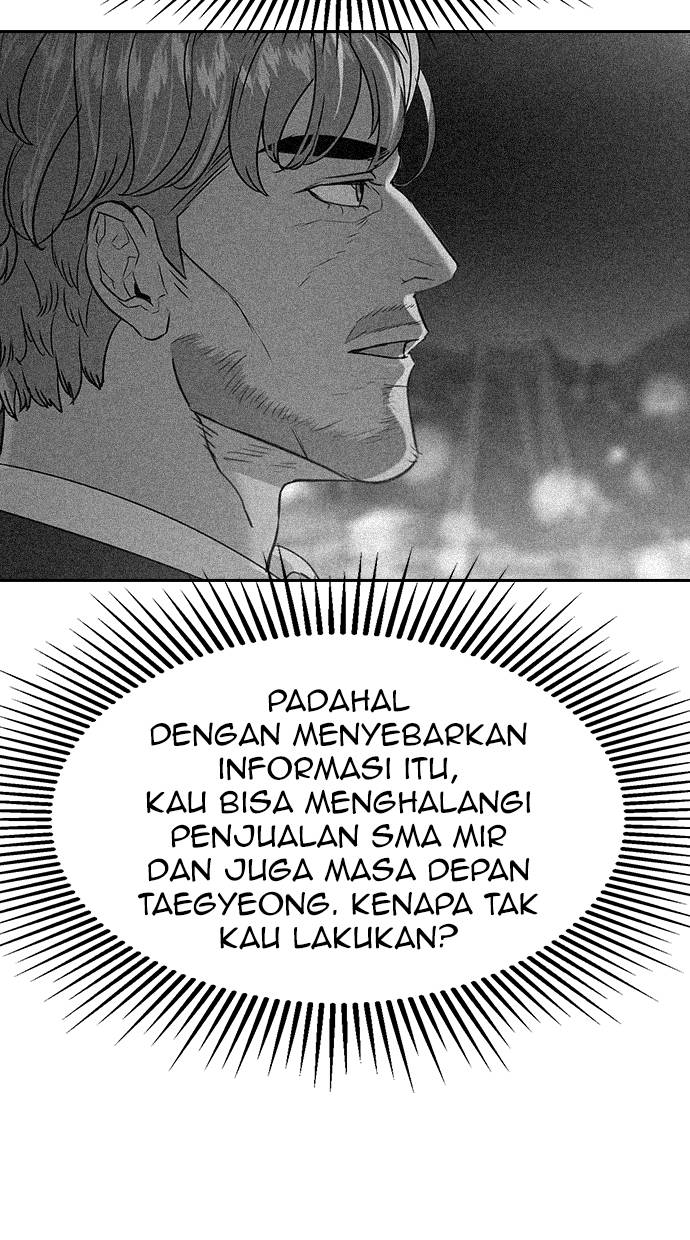 PADAHAL
DENGAN MENYEBARKAN
INFORMASI ITU,
KAU BISA MENGHALANGI
PENJUALAN SMA MIR
DAN JUGA MASA DEPAN
TAEGYEONG. KENAPA TAK
KAU LAKUKAN?